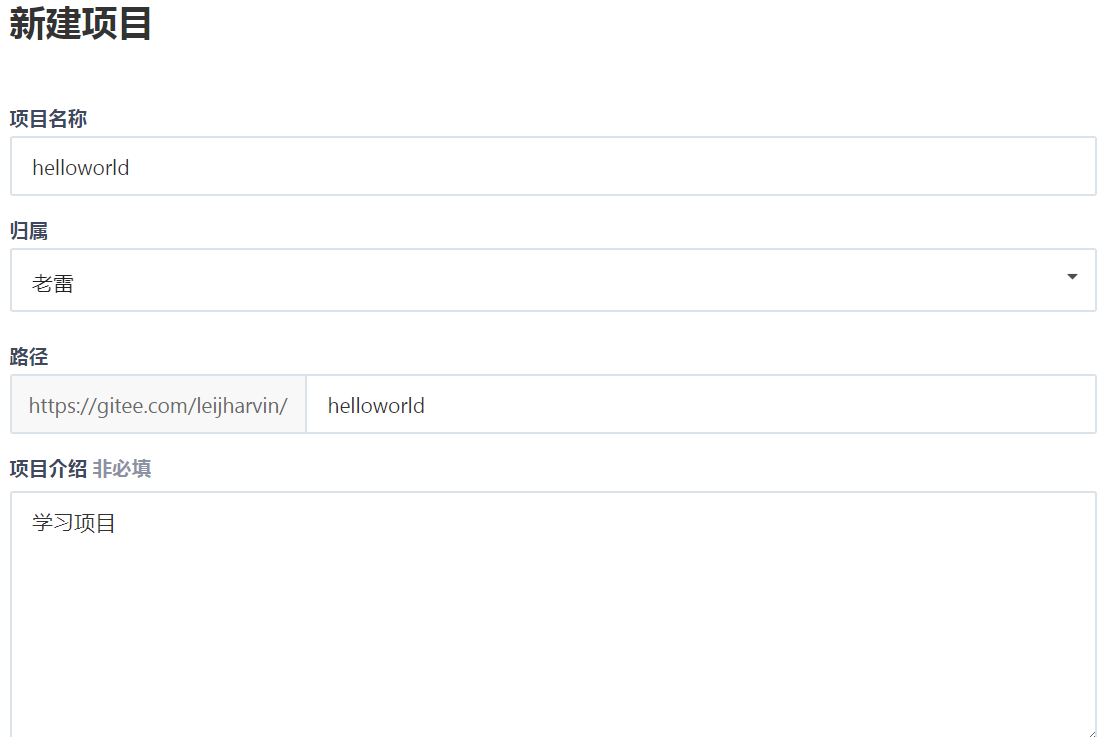 新建项目
项目名称
helloworld
归属
老雷
路径
https://gitee.com/leijharvin/ helloworld
项目介绍 非必填
学习项目